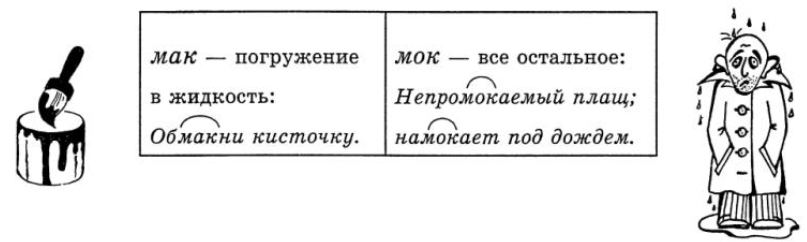 мак — погружение
в жидкость:
Обмакни кисточку.
мок — все остальное:
Непромокаемый плащ;
намокает под дождем.